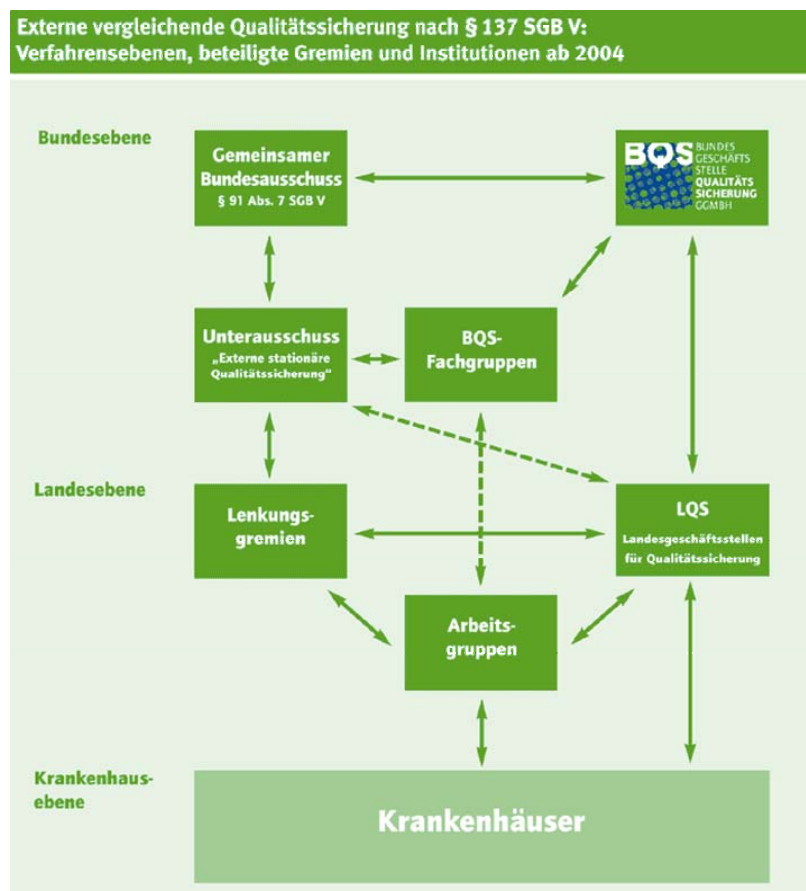 Externe vergleichende Qualitätssicherung nach § 137 SGB V:
Verfahrensebenen, beteiligte Gremien und Institutionen ab 2004
Bundesebene
Gemeinsamer
Bundesausschuss
§ 91 Abs. 7 SGB V
BQS
BUNDES
GESCHÄFTS
STELLE
QUALITÄTS
SICHERUNG
GGMBH
Unterausschuss
„Externe stationäre
Qualitätssicherung“
BQS-
Fachgruppen
Landesebene
Lenkungs-
gremien
LQS
Landesgeschäftsstellen
für Qualitätssicherung
Arbeits-
gruppen
Krankenhaus-
ebene
Krankenhäuser